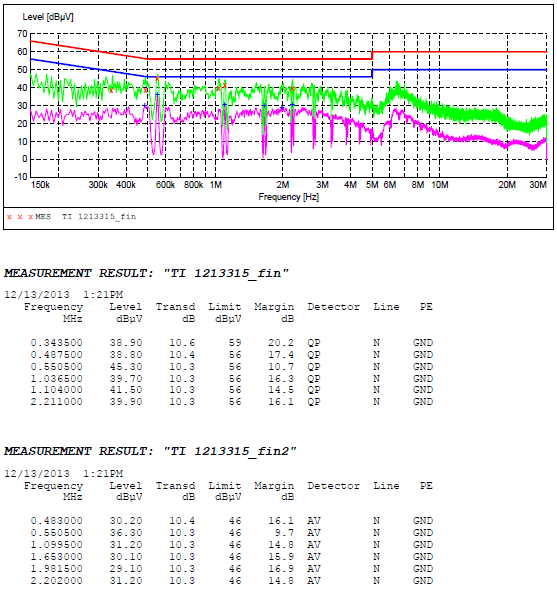 Level [dBµV]
70
60
50
40
30
20
10
0
-10
150k 300k 400k 600k 800k 1M 2M 3M 4M 5M 6M 8M 10M 20M 30M
Frequency [Hz]
x x x MES TI 1213315_fin
MEASUREMENT RESULT: "TI 1213315_fin"
12/13/2013 1:21PM
Frequency Level Transd Limit Margin Detector Line PE
MHz dBµV dB dBµV dB
0.343500 38.90 10.6 59 20.2 QP N GND
0.487500 38.80 10.4 56 17.4 QP N GND
0.550500 45.30 10.3 56 10.7 QP N GND
1.036500 39.70 10.3 56 16.3 QP N GND
1.104000 41.50 10.3 56 14.5 QP N GND
2.211000 39.90 10.3 56 16.1 QP N GND
MEASUREMENT RESULT: "TI 1213315_fin2"
12/13/2013 1:21PM
Frequency Level Transd Limit Margin Detector Line PE
MHz dBµV dB dBµV dB
0.483000 30.20 10.4 46 16.1 AV N GND
0.550500 36.30 10.3 46 9.7 AV N GND
1.099500 31.20 10.3 46 14.8 AV N GND
1.653000 30.10 10.3 46 15.9 AV N GND
1.981500 29.10 10.3 46 16.9 AV N GND
2.202000 31.20 10.3 46 14.8 AV N GND